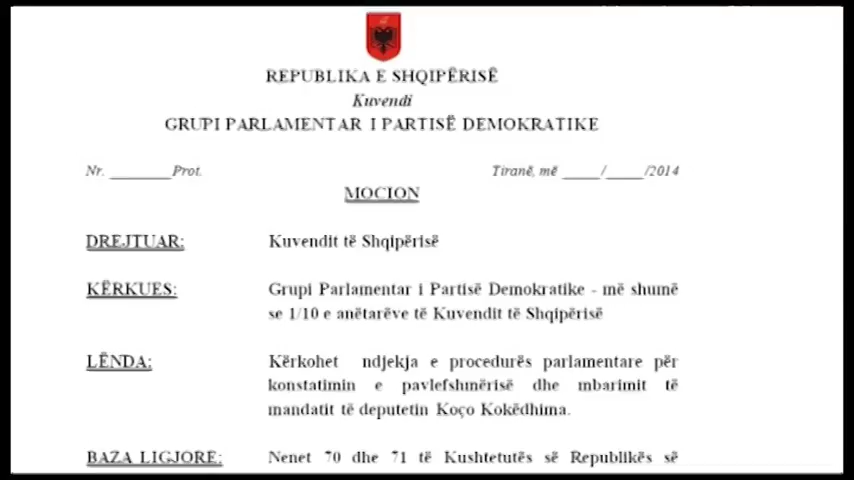 REPUBLIKA E SHQIPËRISË
Kuvendi
GRUPI PARLAMENTAR I PARTISË DEMOKRATIKE
Nr. ________Prot. Tiranë, më _____/_____/2014
MOCION
DREJTUAR: Kuvendit të Shqipërisë
KËRKUES: Grupi Parlamentar i Partisë Demokratike - më shumë
se 1/10 e anëtarëve të Kuvendit të Shqipërisë
LËNDA: Kërkohet ndjekja e procedurës parlamentare për
konstatimin e pavlefshmërisë dhe mbarimit të
mandatit të deputetin Koço Kokëdhima.
BAZA LIGJORE: Nenet 70 dhe 71 të Kushtetutës së Republikës së